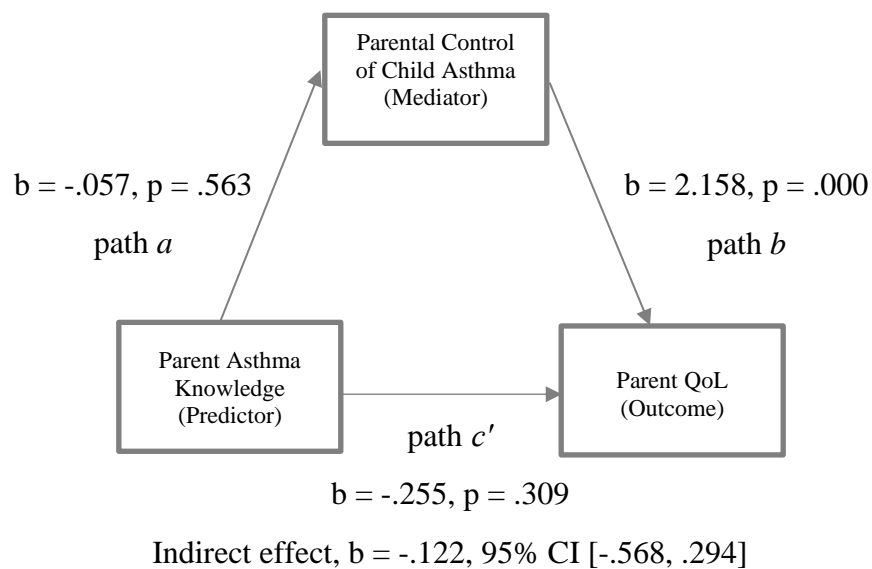 Parental Control
of Child Asthma
(Mediator)
b = -.057, p = .563
path a
b = 2.158, p = .000
path b
Parent Asthma
Knowledge
(Predictor)
Parent QoL
(Outcome)
path c′
b = -.255, p = .309
Indirect effect, b = -.122, 95% CI [-.568, .294]